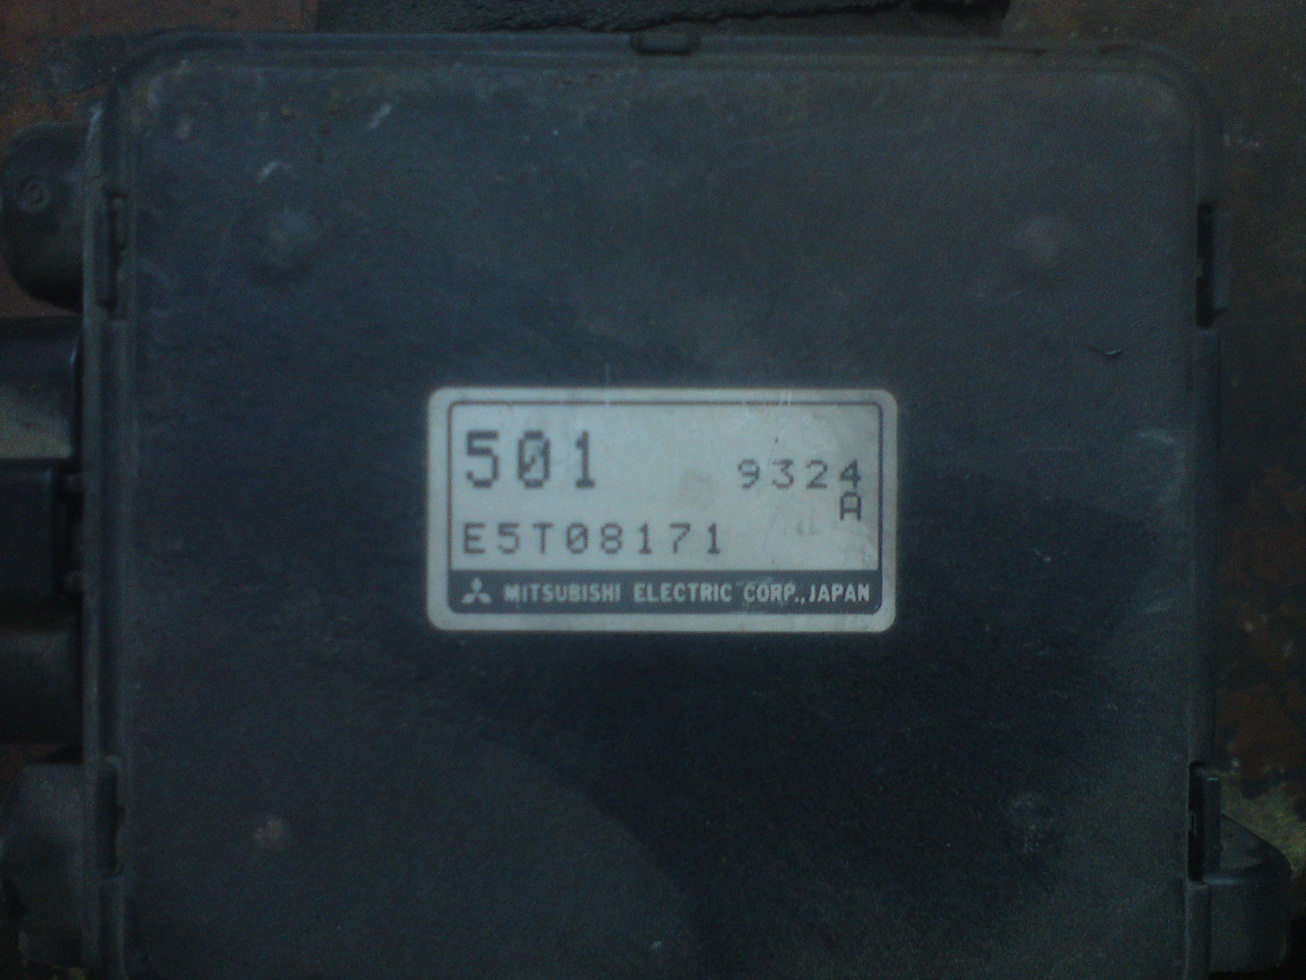 501
9324
A
E5T08171
MITSUBISHI ELECTRIC CORP.,JAPAN